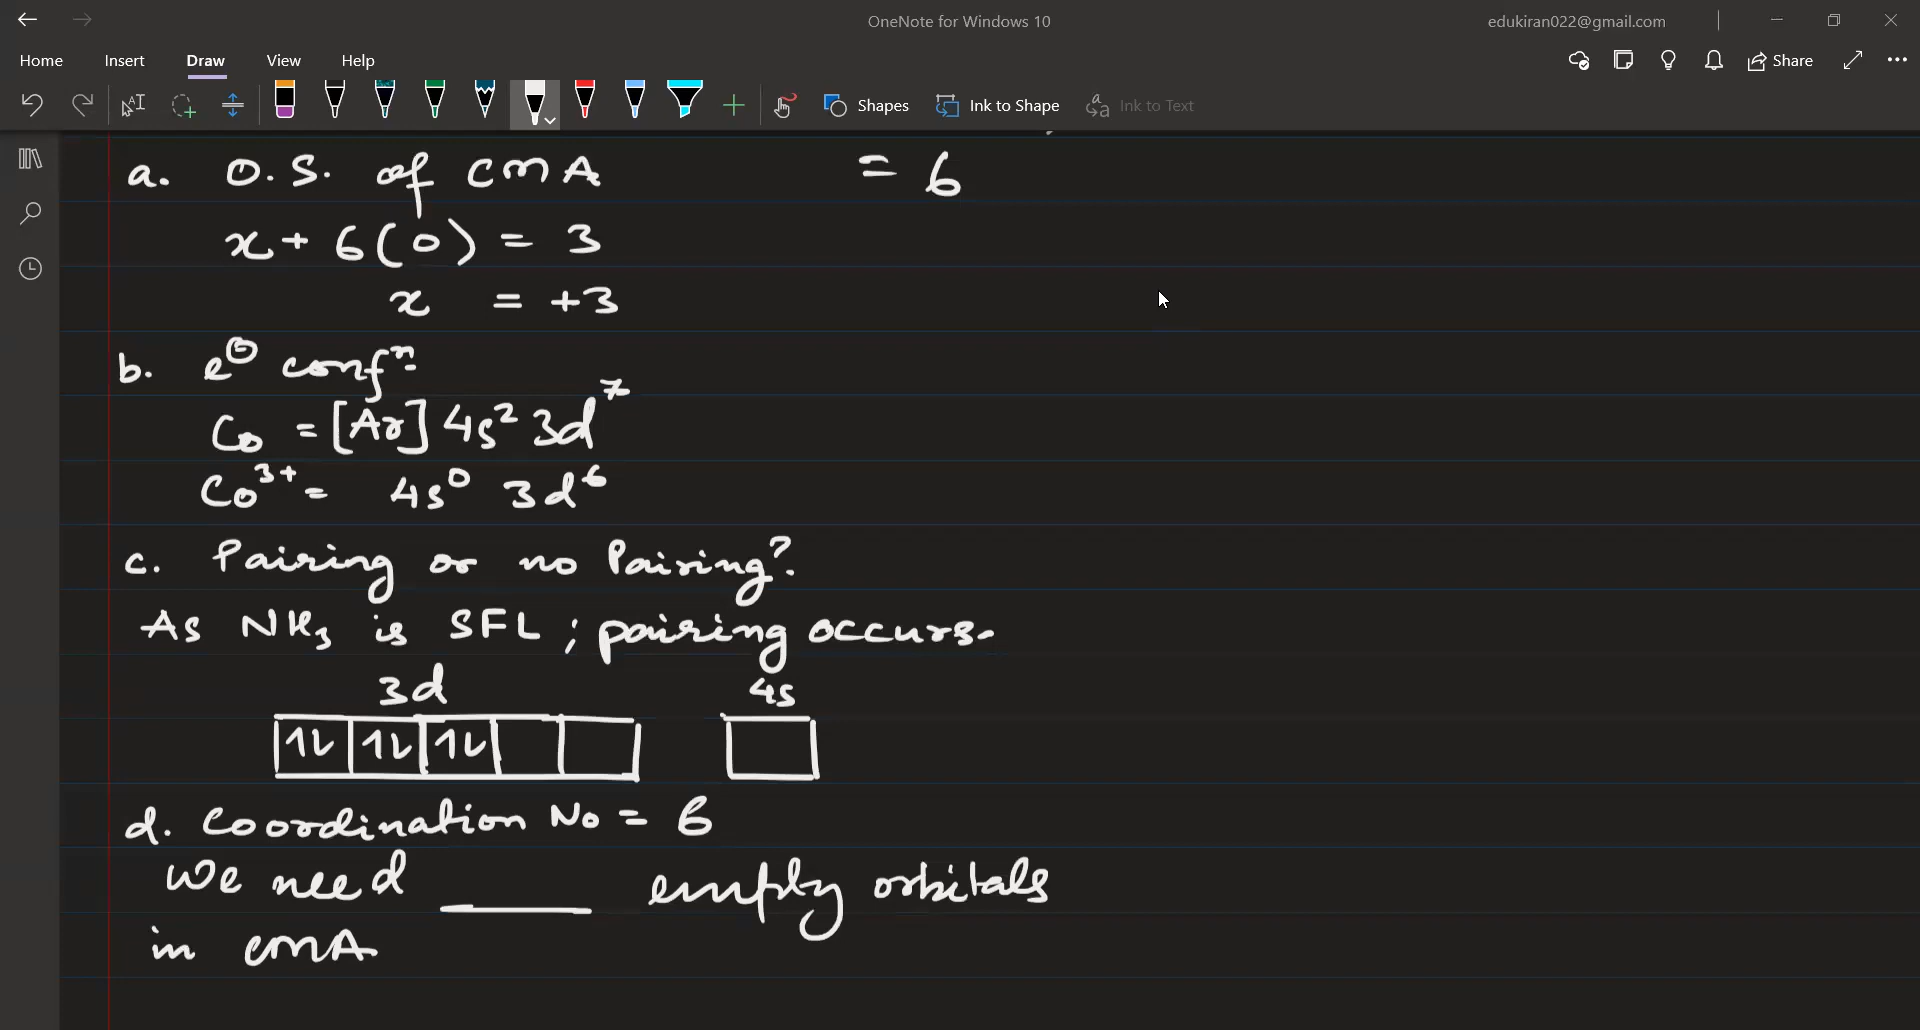 OneNote for Windows 10
edukiran022@gmail.com
Home Insert Draw View Help
Share
Shapes Ink to Shape Ink to Text
a. O.S. of CMA = 6
x + 6(0) = 3
x = +3
b. e⊖ confⁿ:
Co = [Ar] 4s² 3d⁷
Co³⁺ = 4s⁰ 3d⁶
c. Pairing or no Pairing?
As NH₃ is SFL ; pairing occurs.
3d 4s
1L 1L 1L
d. Coordination No = 6
We need ____ empty orbitals
in CMA